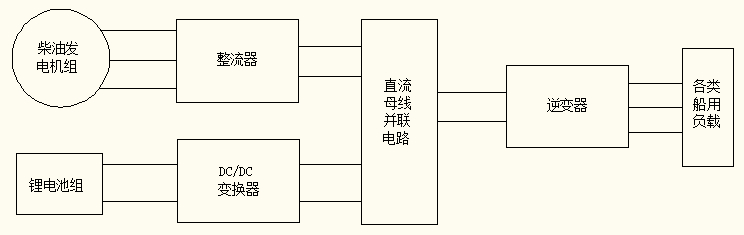 柴油发
电机组
整流器
直流
母线
并联
电路
逆变器
各类
船用
负载
锂电池组
DC/DC
变换器